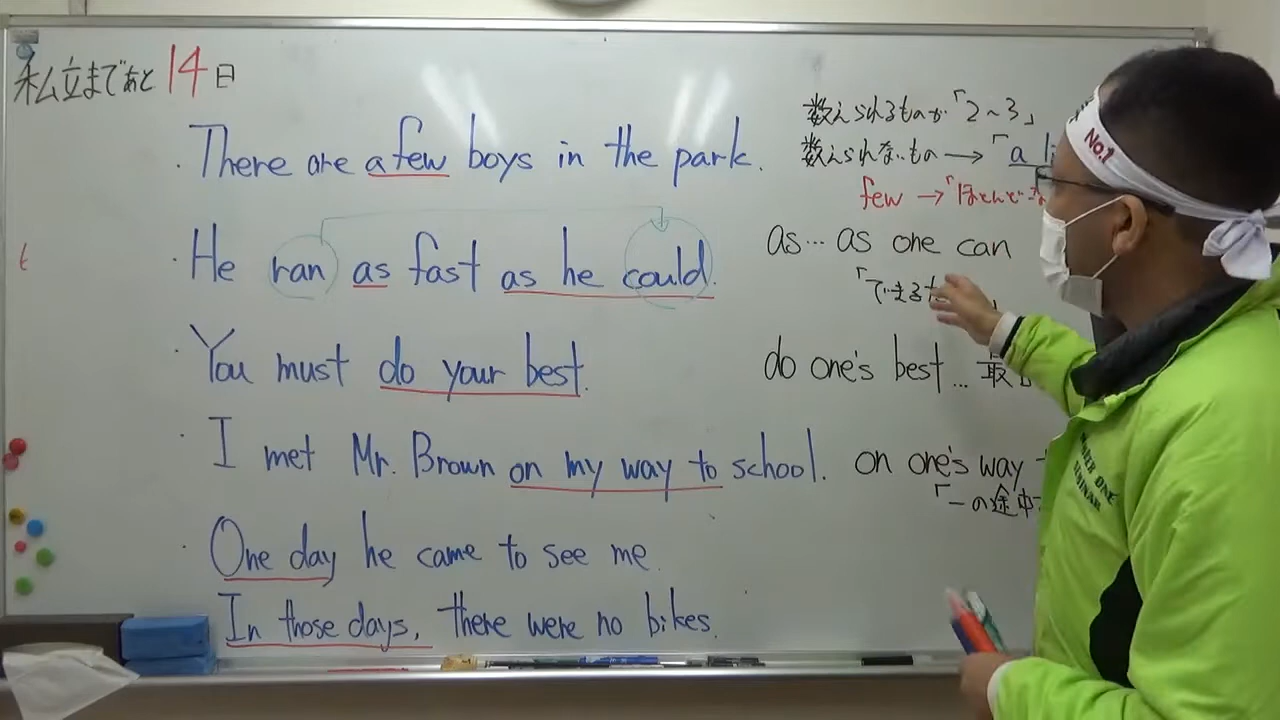 私立まであと14日
There are a few boys in the park.
数えられるものが「2～3」
数えられないもの→「a
few→「ほとんど
He ran as fast as he could.
as… as one can
「できる
You must do your best.
do one's best… 最
I met Mr. Brown on my way to school.
on one's way
「～の途中
One day he came to see me.
In those days, there were no bikes.
t
No.1
NUMBER ONE
SEMINAR